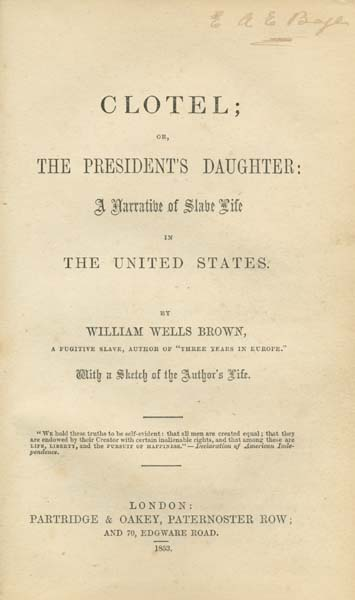 E A E
CLOTEL;
OR,
THE PRESIDENT'S DAUGHTER:
A Narrative of Slave Life
IN
THE UNITED STATES.
BY
WILLIAM WELLS BROWN,
A FUGITIVE SLAVE, AUTHOR OF "THREE YEARS IN EUROPE."
With a Sketch of the Author's Life.
"WE hold these truths to be self-evident: that all men are created equal; that they
are endowed by their Creator with certain inalienable rights, and that among these are
LIFE, LIBERTY, and the PURSUIT OF HAPPINESS."—Declaration of American Inde-
pendence.
LONDON:
PARTRIDGE & OAKEY, PATERNOSTER ROW;
AND 70, EDGWARE ROAD.
1853.